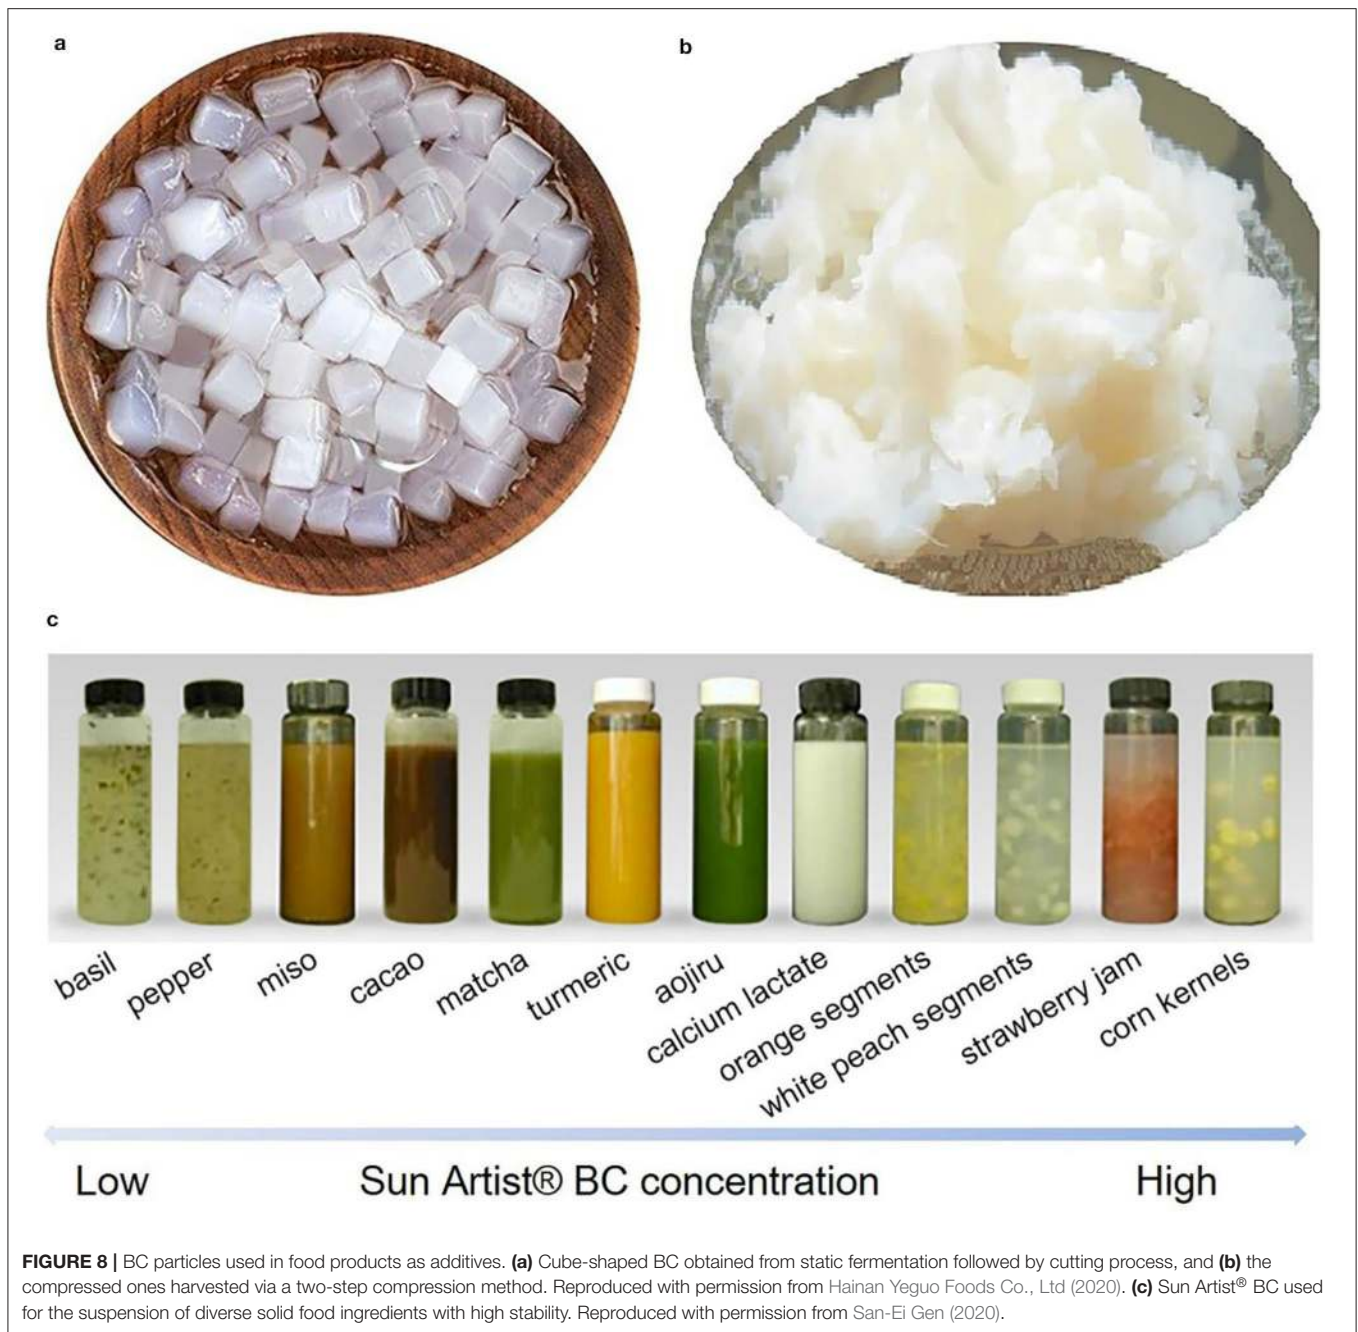 a
b
c
basil
pepper
miso
cacao
matcha
turmeric
aojiru
calcium lactate
orange segments
white peach segments
strawberry jam
corn kernels
Low
Sun Artist® BC concentration
High
FIGURE 8 | BC particles used in food products as additives. (a) Cube-shaped BC obtained from static fermentation followed by cutting process, and (b) the
compressed ones harvested via a two-step compression method. Reproduced with permission from Hainan Yeguo Foods Co., Ltd (2020). (c) Sun Artist® BC used
for the suspension of diverse solid food ingredients with high stability. Reproduced with permission from San-Ei Gen (2020).